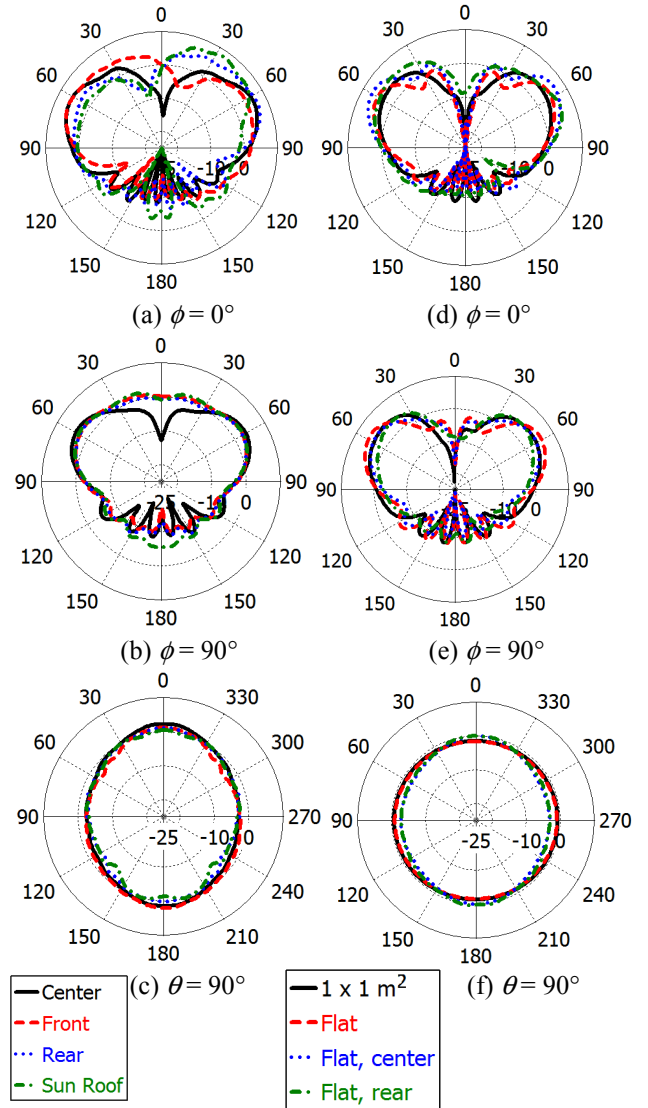 0
30 30
60 60
90 90
-25 -10 0
120 120
150 150
180
(a) ϕ = 0°
0
30 30
60 60
90 90
-10 0
120 120
150 150
180
(d) ϕ = 0°
0
30 30
60 60
90 90
-25 -10 0
120 120
150 150
180
(b) ϕ = 90°
0
30 30
60 60
90 90
-10 0
120 120
150 150
180
(e) ϕ = 90°
0
30 330
60 300
90 270
-25 -10 0
120 240
150 210
180
(c) θ = 90°
0
30 330
60 300
90 270
-25 -10 0
120 240
150 210
180
(f) θ = 90°
Center
Front
Rear
Sun Roof
1 x 1 m²
Flat
Flat, center
Flat, rear